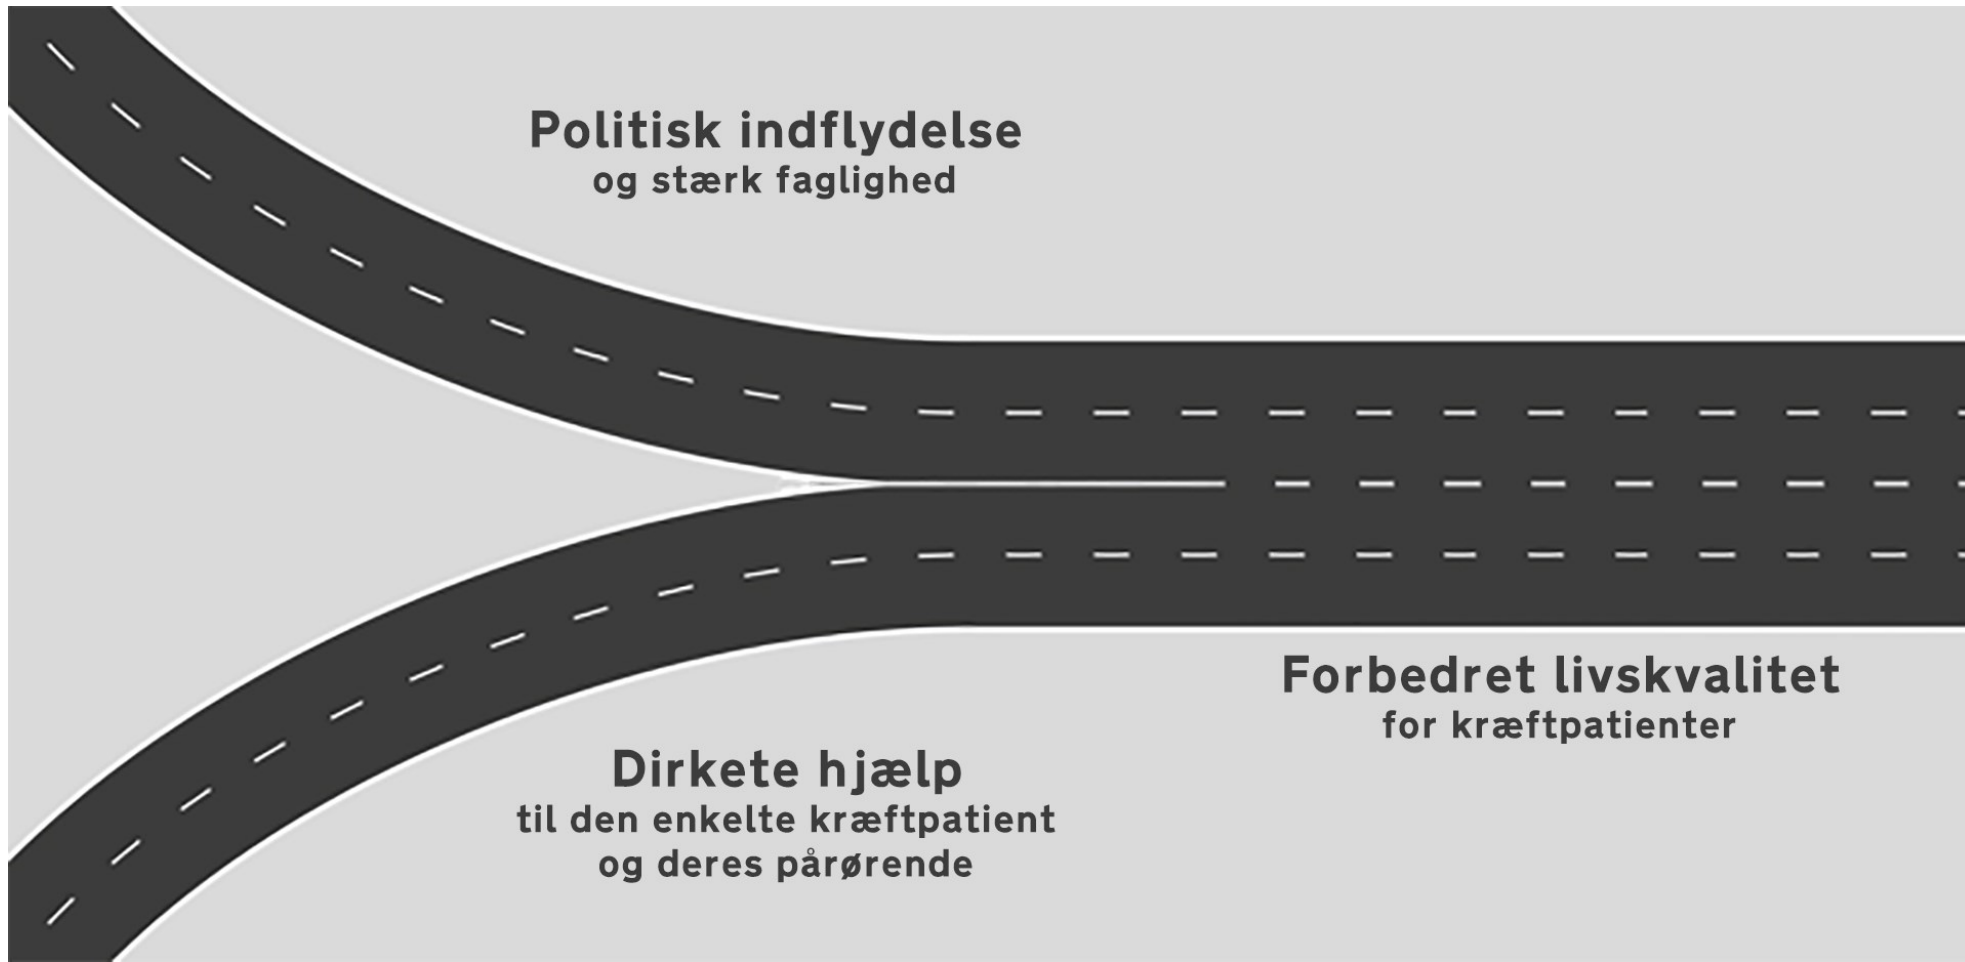 Politisk indflydelse
og stærk faglighed
Forbedret livskvalitet
for kræftpatienter
Dirkete hjælp
til den enkelte kræftpatient
og deres pårørende